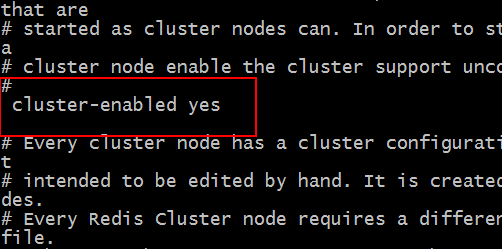 that are
# started as cluster nodes can. In order to st
a
# cluster node enable the cluster support unco
#
cluster-enabled yes
# Every cluster node has a cluster configurati
t
# intended to be edited by hand. It is created
des.
# Every Redis Cluster node requires a differen
file.